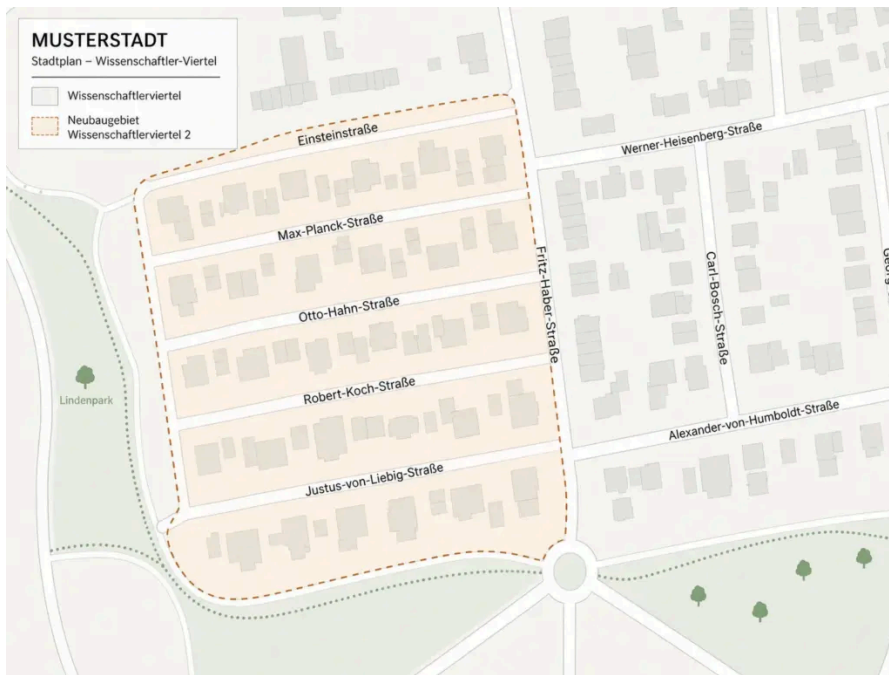 MUSTERSTADT
Stadtplan – Wissenschaftler-Viertel
Wissenschaftlerviertel
Neubaugebiet
Wissenschaftlerviertel 2
Einsteinstraße
Werner-Heisenberg-Straße
Max-Planck-Straße
Fritz-Haber-Straße
Carl-Bosch-Straße
Georg-
Otto-Hahn-Straße
Robert-Koch-Straße
Lindenpark
Alexander-von-Humboldt-Straße
Justus-von-Liebig-Straße